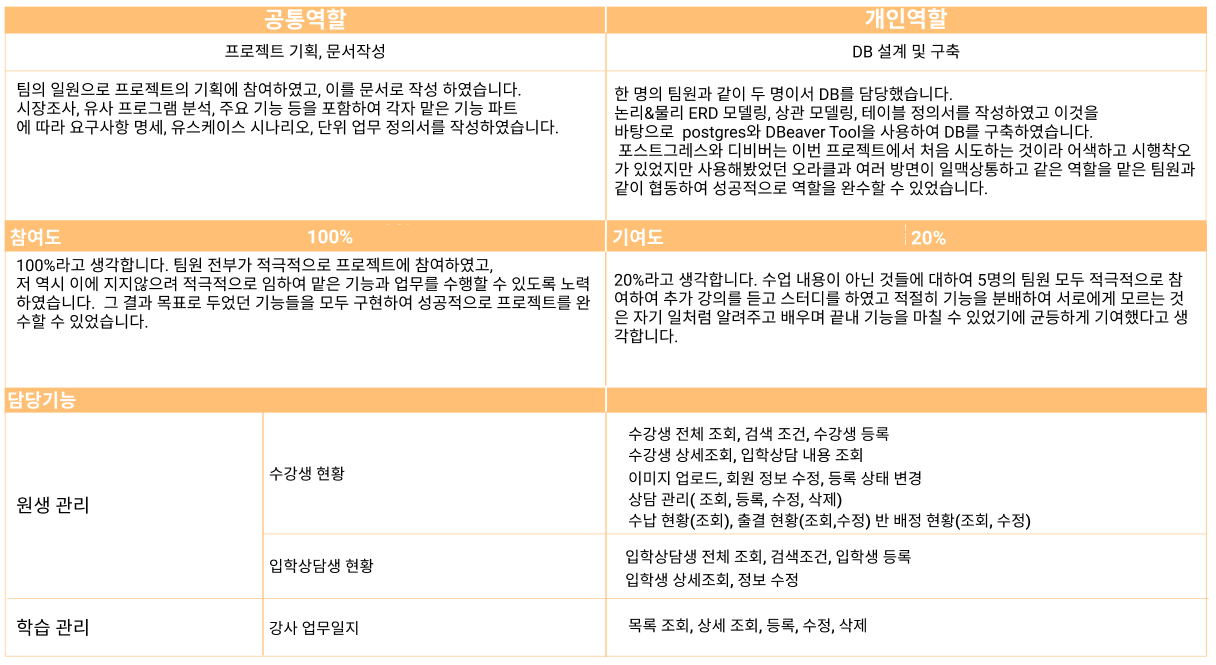 공통역할
개인역할
프로젝트 기획, 문서작성
DB 설계 및 구축
팀의 일원으로 프로젝트의 기획에 참여하였고, 이를 문서로 작성 하였습니다.
시장조사, 유사 프로그램 분석, 주요 기능 등을 포함하여 각자 맡은 기능 파트
에 따라 요구사항 명세, 유스케이스 시나리오, 단위 업무 정의서를 작성하였습니다.
한 명의 팀원과 같이 두 명이서 DB를 담당했습니다.
논리&물리 ERD 모델링, 상관 모델링, 테이블 정의서를 작성하였고 이것을
바탕으로 postgres와 DBeaver Tool을 사용하여 DB를 구축하였습니다.
포스트그레스와 디비버는 이번 프로젝트에서 처음 시도하는 것이라 어색하고 시행착오
가 있었지만 사용해봤었던 오라클과 여러 방면이 일맥상통하고 같은 역할을 맡은 팀원과
같이 협동하여 성공적으로 역할을 완수할 수 있었습니다.
참여도 100%
기여도 20%
100%라고 생각합니다. 팀원 전부가 적극적으로 프로젝트에 참여하였고,
저 역시 이에 지지않으려 적극적으로 임하여 맡은 기능과 업무를 수행할 수 있도록 노력
하였습니다. 그 결과 목표로 두었던 기능들을 모두 구현하여 성공적으로 프로젝트를 완
수할 수 있었습니다.
20%라고 생각합니다. 수업 내용이 아닌 것들에 대하여 5명의 팀원 모두 적극적으로 참
여하여 추가 강의를 듣고 스터디를 하였고 적절히 기능을 분배하여 서로에게 모르는 것
은 자기 일처럼 알려주고 배우며 끝내 기능을 마칠 수 있었기에 균등하게 기여했다고 생
각합니다.
담당기능
원생 관리
수강생 현황
수강생 전체 조회, 검색 조건, 수강생 등록
수강생 상세조회, 입학상담 내용 조회
이미지 업로드, 회원 정보 수정, 등록 상태 변경
상담 관리( 조회, 등록, 수정, 삭제)
수납 현황(조회), 출결 현황(조회,수정) 반 배정 현황(조회, 수정)
입학상담생 현황
입학상담생 전체 조회, 검색조건, 입학생 등록
입학생 상세조회, 정보 수정
학습 관리
강사 업무일지
목록 조회, 상세 조회, 등록, 수정, 삭제